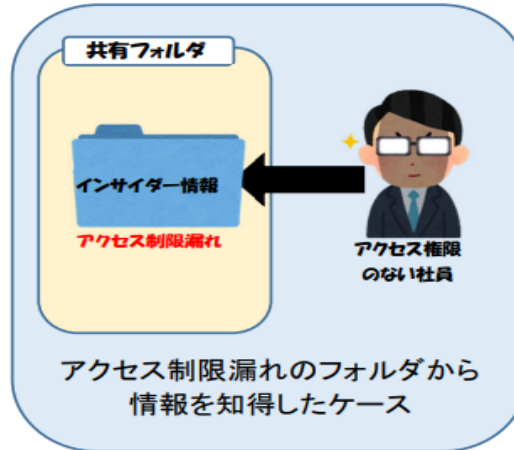 共有フォルダ
インサイダー情報
アクセス制限漏れ
アクセス権限
のない社員
アクセス制限漏れのフォルダから
情報を知得したケース